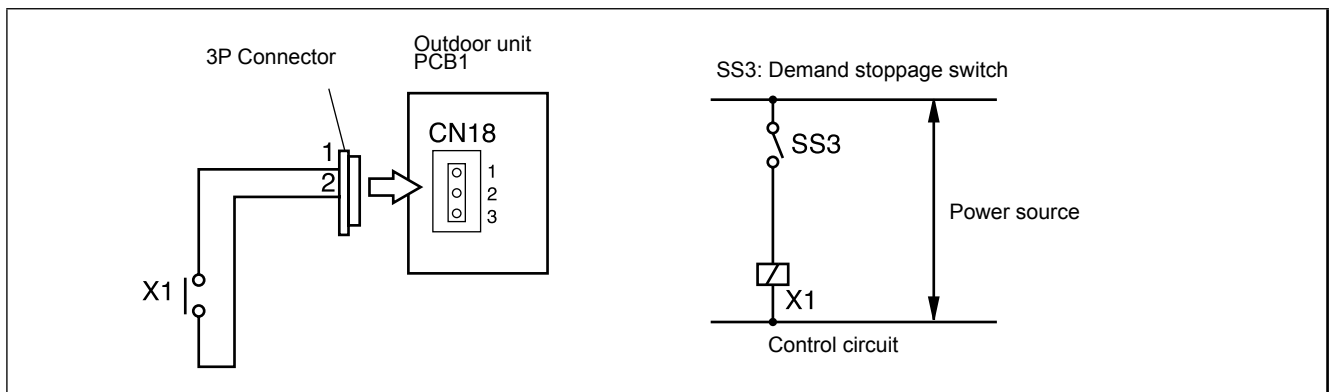 3P Connector
Outdoor unit
PCB1
CN18
1
2
1
2
3
X1
SS3: Demand stoppage switch
SS3
Power source
X1
Control circuit